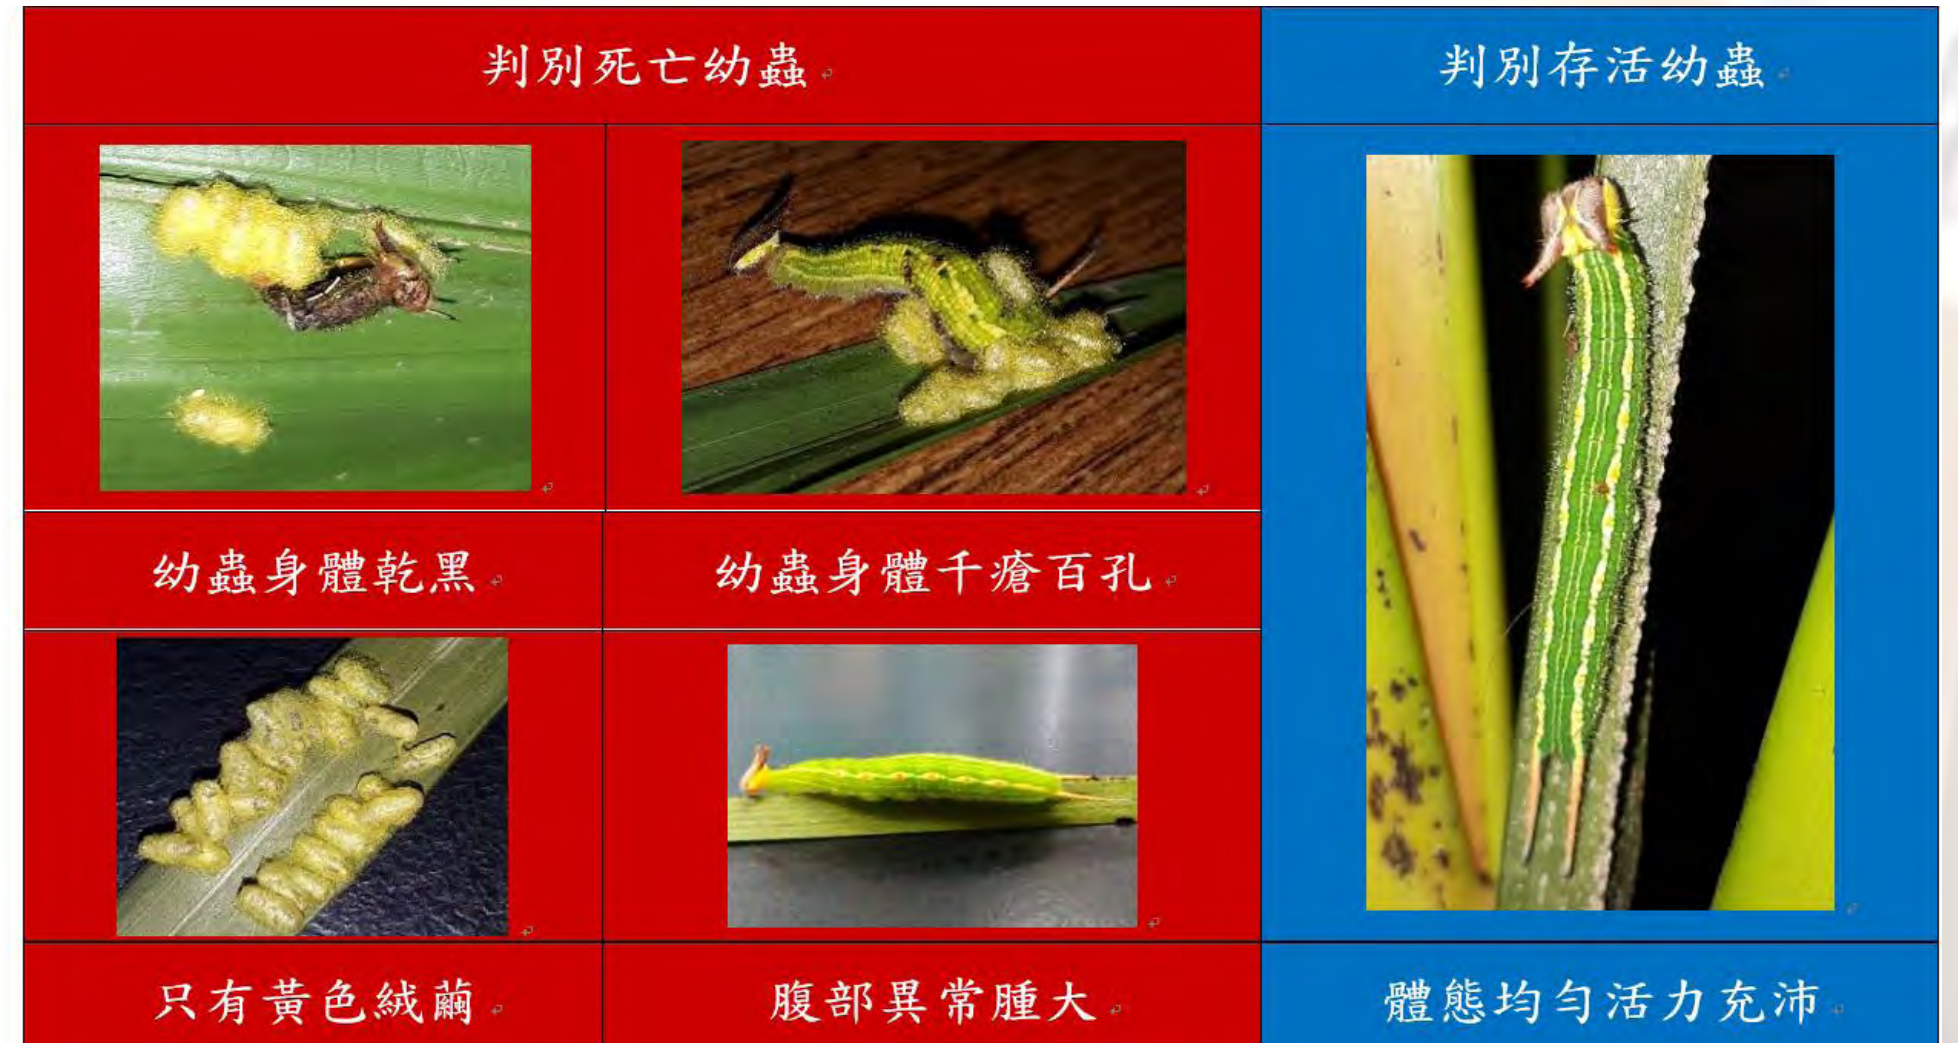 判別死亡幼蟲
判別存活幼蟲
幼蟲身體乾黑
幼蟲身體千瘡百孔
只有黃色絨繭
腹部異常腫大
體態均勻活力充沛